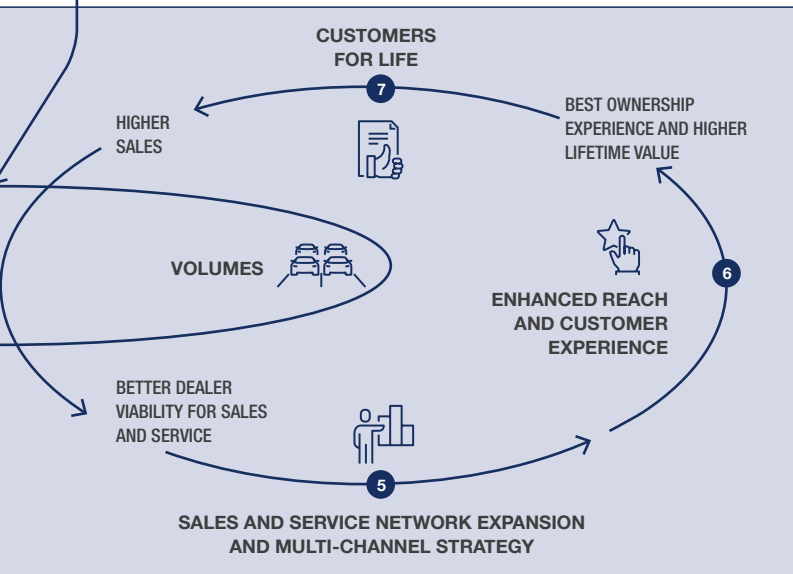 CUSTOMERS
FOR LIFE
7
HIGHER
SALES
BEST OWNERSHIP
EXPERIENCE AND HIGHER
LIFETIME VALUE
VOLUMES
6
ENHANCED REACH
AND CUSTOMER
EXPERIENCE
BETTER DEALER
VIABILITY FOR SALES
AND SERVICE
5
SALES AND SERVICE NETWORK EXPANSION
AND MULTI-CHANNEL STRATEGY